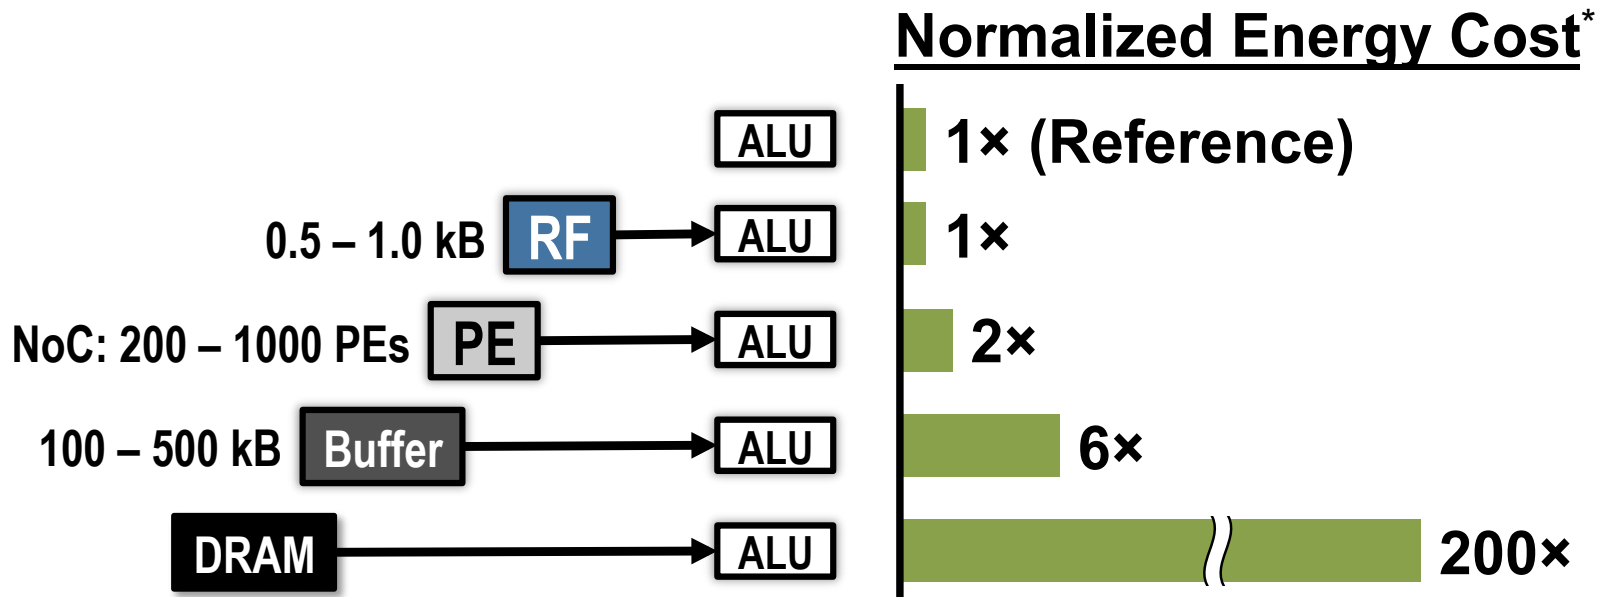 Normalized Energy Cost*
ALU 1× (Reference)
0.5 – 1.0 kB RF ALU 1×
NoC: 200 – 1000 PEs PE ALU 2×
100 – 500 kB Buffer ALU 6×
DRAM ALU 200×